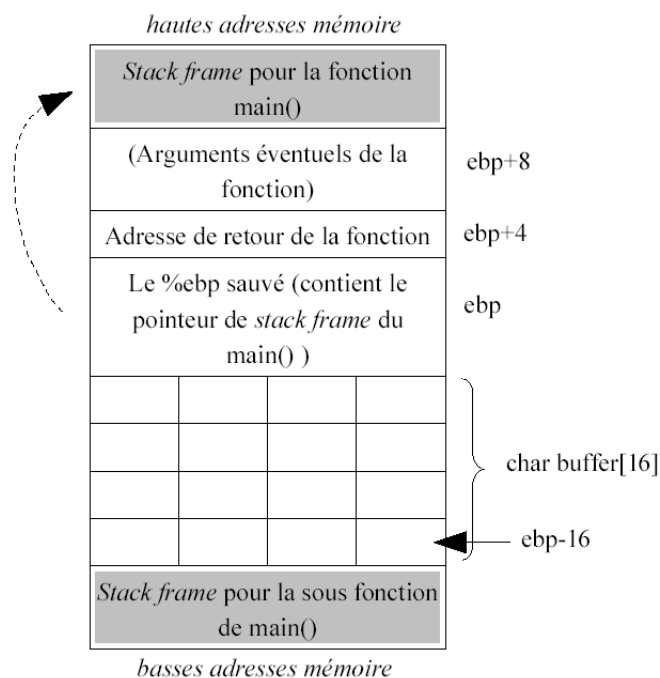 hautes adresses mémoire
Stack frame pour la fonction
main()
(Arguments éventuels de la
fonction)
ebp+8
Adresse de retour de la fonction
ebp+4
Le %ebp sauvé (contient le
pointeur de stack frame du
main() )
ebp
char buffer[16]
ebp-16
Stack frame pour la sous fonction
de main()
basses adresses mémoire